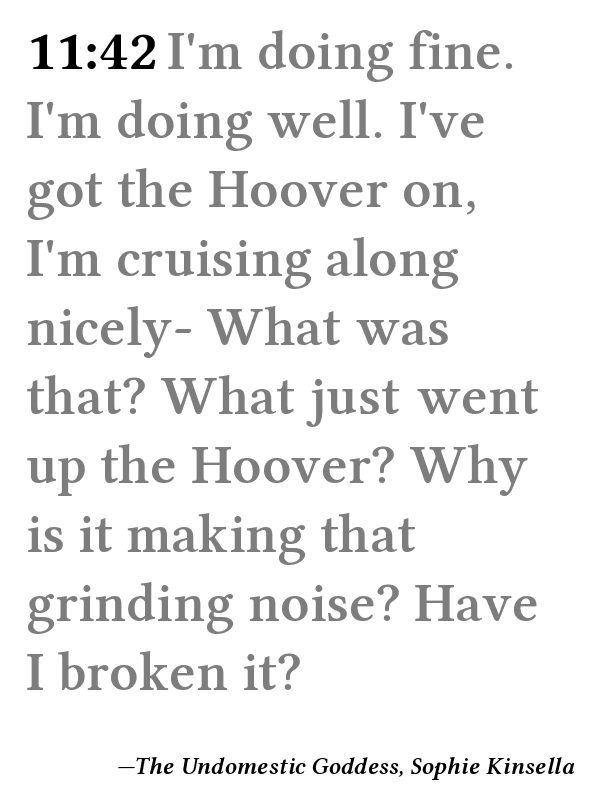 11:42 I'm doing fine.
I'm doing well. I've
got the Hoover on,
I'm cruising along
nicely- What was
that? What just went
up the Hoover? Why
is it making that
grinding noise? Have
I broken it?
—The Undomestic Goddess, Sophie Kinsella